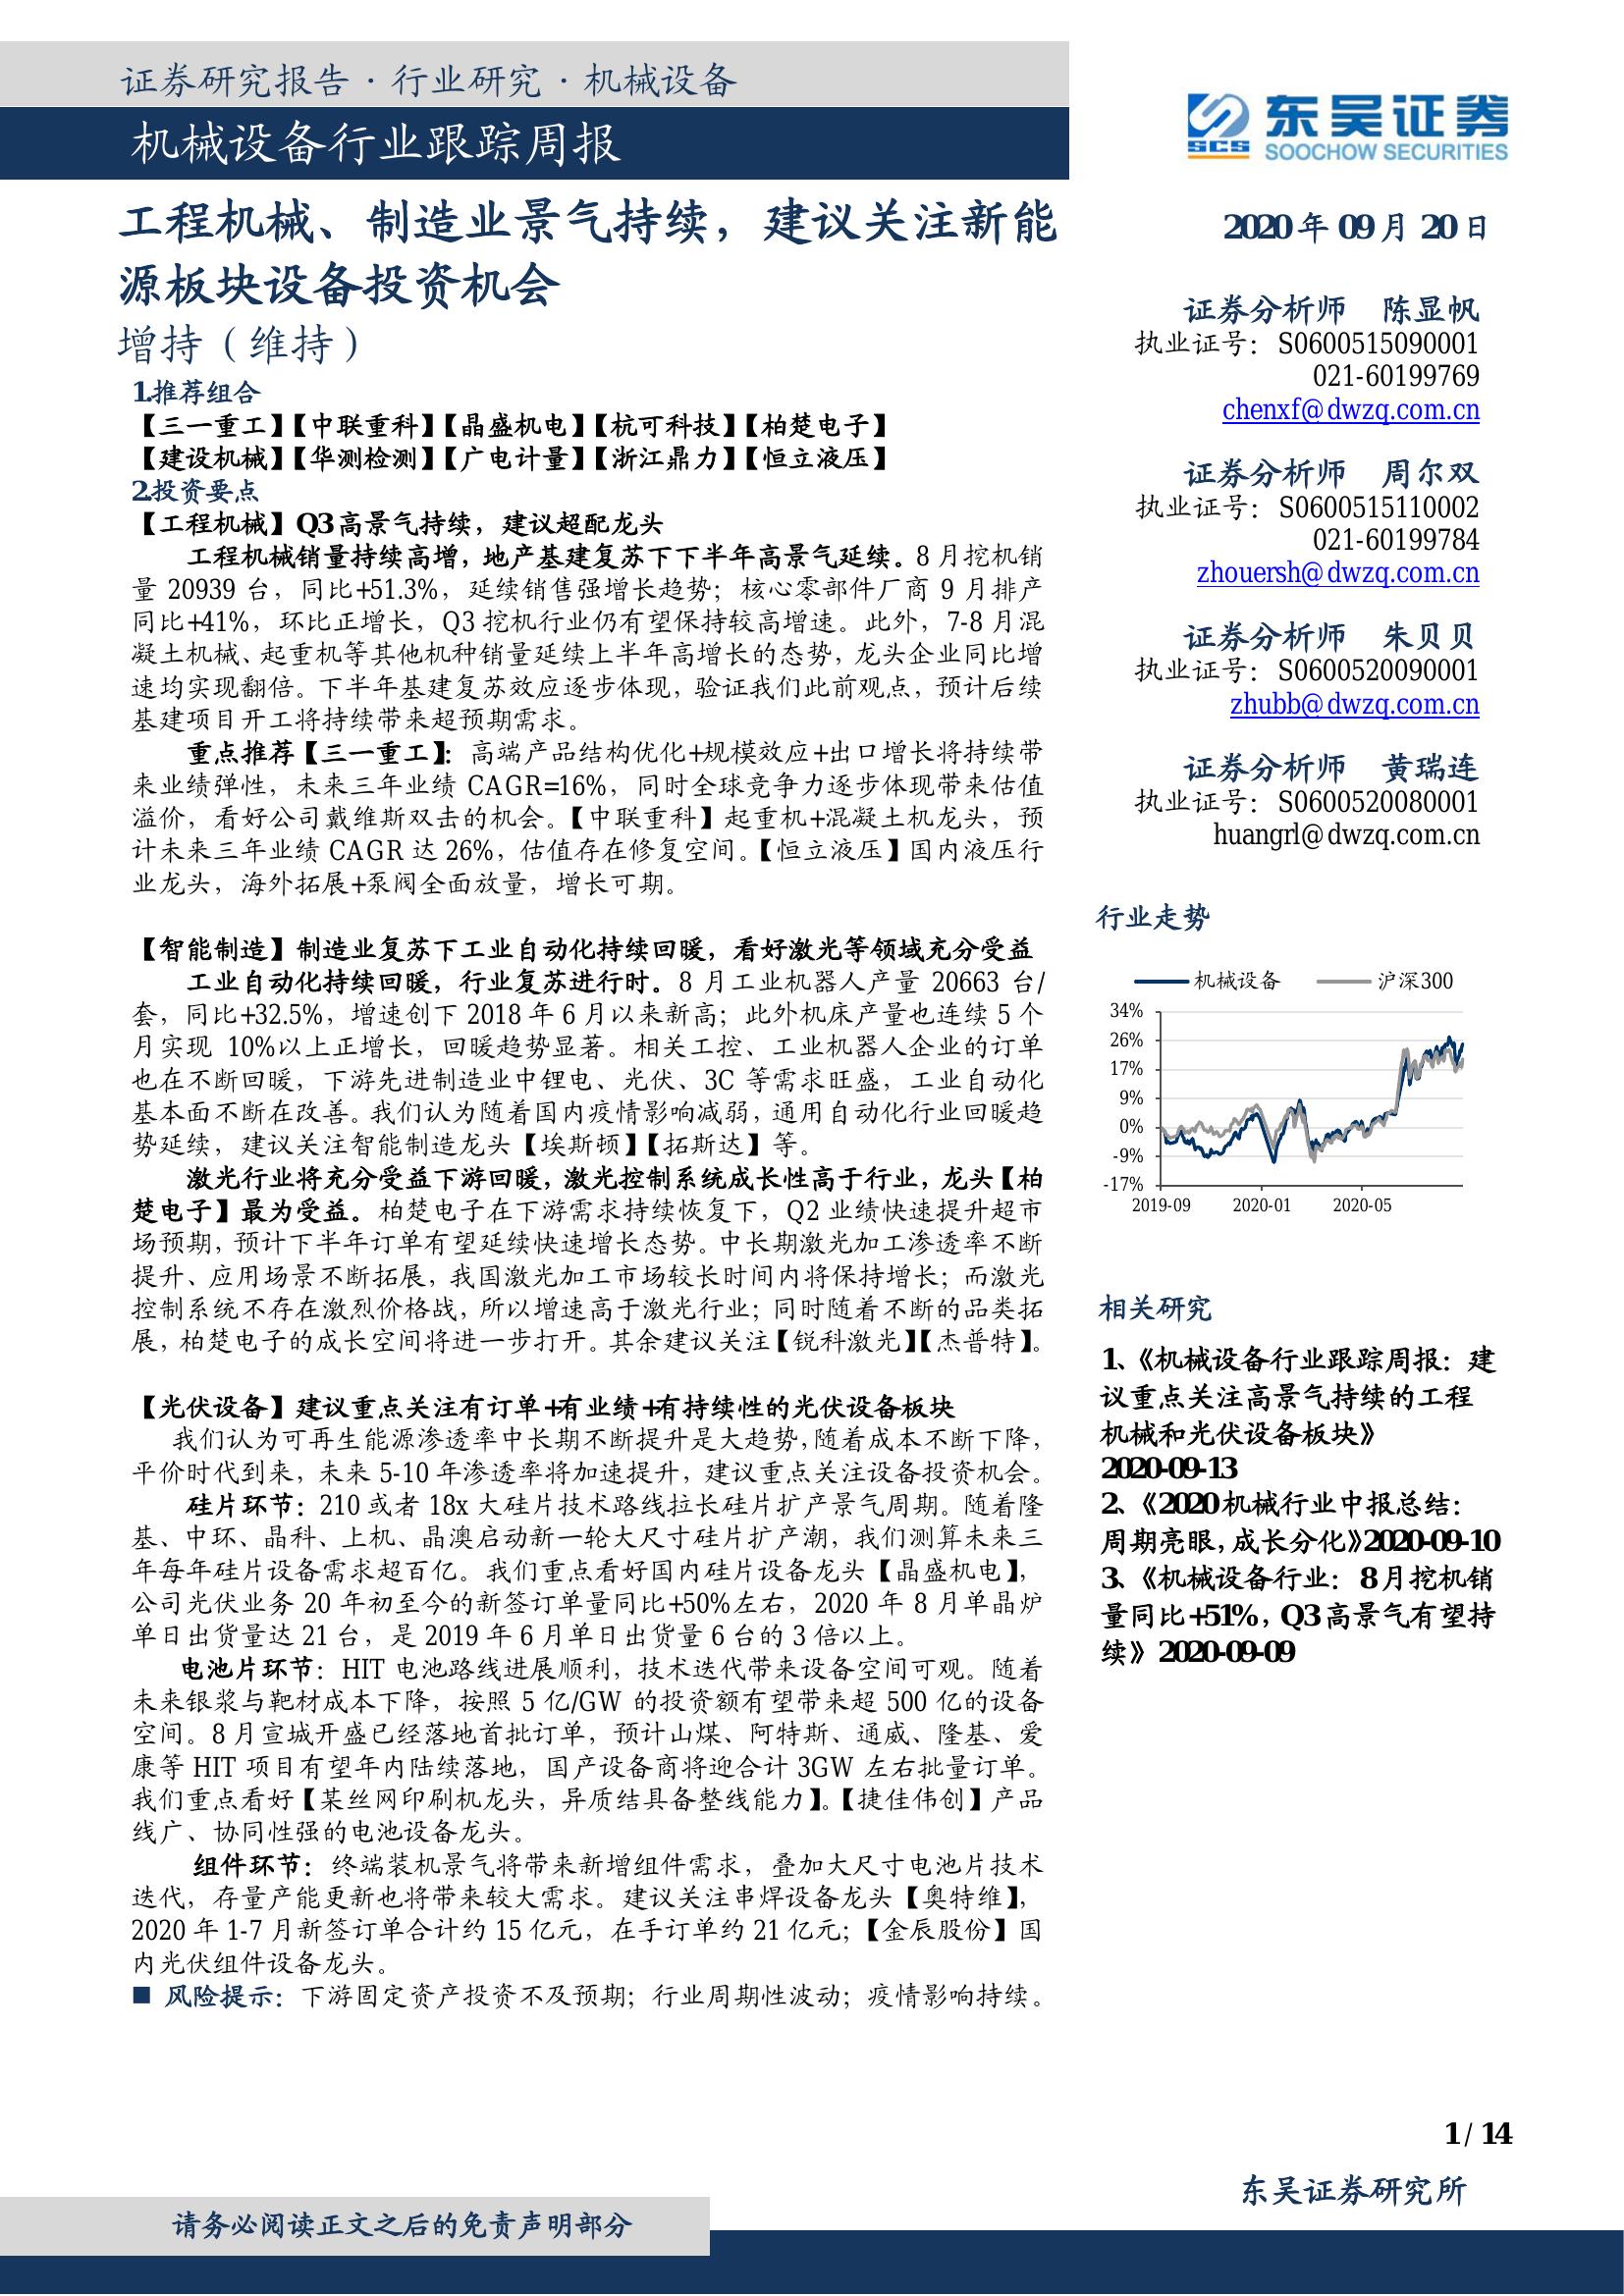 证券研究报告 · 行业研究 · 机械设备
机械设备行业跟踪周报
东吴证券
SCS
SOOCHOW SECURITIES
工程机械、制造业景气持续，建议关注新能
源板块设备投资机会
增持（维持）
1.推荐组合
【三一重工】【中联重科】【晶盛机电】【杭可科技】【柏楚电子】
【建设机械】【华测检测】【广电计量】【浙江鼎力】【恒立液压】
2.投资要点
【工程机械】Q3高景气持续，建议超配龙头
工程机械销量持续高增，地产基建复苏下下半年高景气延续。8 月挖机销
量 20939 台，同比+51.3%，延续销售强增长趋势；核心零部件厂商 9 月排产
同比+41%，环比正增长，Q3 挖机行业仍有望保持较高增速。此外，7-8 月混
凝土机械、起重机等其他机种销量延续上半年高增长的态势，龙头企业同比增
速均实现翻倍。下半年基建复苏效应逐步体现，验证我们此前观点，预计后续
基建项目开工将持续带来超预期需求。
重点推荐【三一重工】：高端产品结构优化+规模效应+出口增长将持续带
来业绩弹性，未来三年业绩 CAGR=16%，同时全球竞争力逐步体现带来估值
溢价，看好公司戴维斯双击的机会。【中联重科】起重机+混凝土机龙头，预
计未来三年业绩 CAGR 达 26%，估值存在修复空间。【恒立液压】国内液压行
业龙头，海外拓展+泵阀全面放量，增长可期。
【智能制造】制造业复苏下工业自动化持续回暖，看好激光等领域充分受益
工业自动化持续回暖，行业复苏进行时。8 月工业机器人产量 20663 台/
套，同比+32.5%，增速创下 2018 年 6 月以来新高；此外机床产量也连续 5 个
月实现 10%以上正增长，回暖趋势显著。相关工控、工业机器人企业的订单
也在不断回暖，下游先进制造业中锂电、光伏、3C 等需求旺盛，工业自动化
基本面不断在改善。我们认为随着国内疫情影响减弱，通用自动化行业回暖趋
势延续，建议关注智能制造龙头【埃斯顿】【拓斯达】等。
激光行业将充分受益下游回暖，激光控制系统成长性高于行业，龙头【柏
楚电子】最为受益。柏楚电子在下游需求持续恢复下，Q2 业绩快速提升超市
场预期，预计下半年订单有望延续快速增长态势。中长期激光加工渗透率不断
提升、应用场景不断拓展，我国激光加工市场较长时间内将保持增长；而激光
控制系统不存在激烈价格战，所以增速高于激光行业；同时随着不断的品类拓
展，柏楚电子的成长空间将进一步打开。其余建议关注【锐科激光】【杰普特】。
【光伏设备】建议重点关注有订单+有业绩+有持续性的光伏设备板块
我们认为可再生能源渗透率中长期不断提升是大趋势，随着成本不断下降，
平价时代到来，未来 5-10 年渗透率将加速提升，建议重点关注设备投资机会。
硅片环节：210 或者 18x 大硅片技术路线拉长硅片扩产景气周期。随着隆
基、中环、晶科、上机、晶澳启动新一轮大尺寸硅片扩产潮，我们测算未来三
年每年硅片设备需求超百亿。我们重点看好国内硅片设备龙头【晶盛机电】，
公司光伏业务 20 年初至今的新签订单量同比+50%左右，2020 年 8 月单晶炉
单日出货量达 21 台，是 2019 年 6 月单日出货量 6 台的 3 倍以上。
电池片环节：HIT 电池路线进展顺利，技术迭代带来设备空间可观。随着
未来银浆与靶材成本下降，按照 5 亿/GW 的投资额有望带来超 500 亿的设备
空间。8 月宣城开盛已经落地首批订单，预计山煤、阿特斯、通威、隆基、爱
康等 HIT 项目有望年内陆续落地，国产设备商将迎合计 3GW 左右批量订单。
我们重点看好【某丝网印刷机龙头，异质结具备整线能力】。【捷佳伟创】产品
线广、协同性强的电池设备龙头。
组件环节：终端装机景气将带来新增组件需求，叠加大尺寸电池片技术
迭代，存量产能更新也将带来较大需求。建议关注串焊设备龙头【奥特维】，
2020 年 1-7 月新签订单合计约 15 亿元，在手订单约 21 亿元；【金辰股份】国
内光伏组件设备龙头。
■ 风险提示：下游固定资产投资不及预期；行业周期性波动；疫情影响持续。
2020 年 09 月 20 日
证券分析师 陈显帆
执业证号：S0600515090001
021-60199769
chenxf@dwzq.com.cn
证券分析师 周尔双
执业证号：S0600515110002
021-60199784
zhouersh@dwzq.com.cn
证券分析师 朱贝贝
执业证号：S0600520090001
zhubb@dwzq.com.cn
证券分析师 黄瑞连
执业证号：S0600520080001
huangrl@dwzq.com.cn
行业走势
机械设备 沪深300
34%
26%
17%
9%
0%
-9%
-17%
2019-09 2020-01 2020-05
相关研究
1、《机械设备行业跟踪周报：建
议重点关注高景气持续的工程
机械和光伏设备板块》
2020-09-13
2、《2020 机械行业中报总结：
周期亮眼，成长分化》2020-09-10
3、《机械设备行业：8 月挖机销
量同比+51%，Q3 高景气有望持
续》2020-09-09
1 / 14
东吴证券研究所
请务必阅读正文之后的免责声明部分